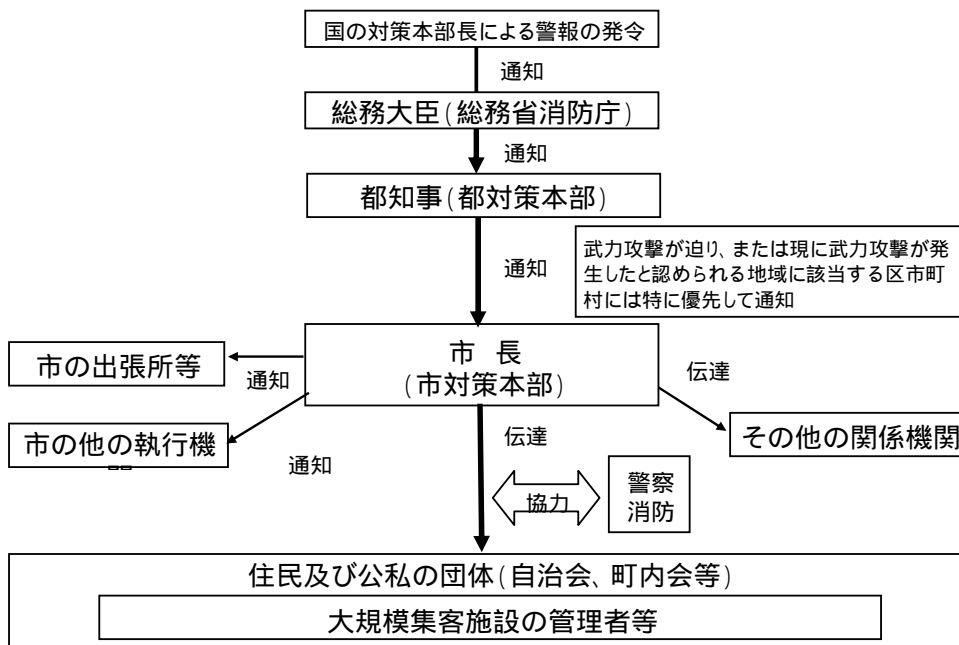 国の対策本部長による警報の発令
通知
総務大臣(総務省消防庁)
通知
都知事(都対策本部)
通知
武力攻撃が迫り、または現に武力攻撃が発
生したと認められる地域に該当する区市町
村には特に優先して通知
市 長
(市対策本部)
市の出張所等
通知
伝達
市の他の執行機
通知
伝達
その他の関係機関
協力
警察
消防
住民及び公私の団体(自治会、町内会等)
大規模集客施設の管理者等